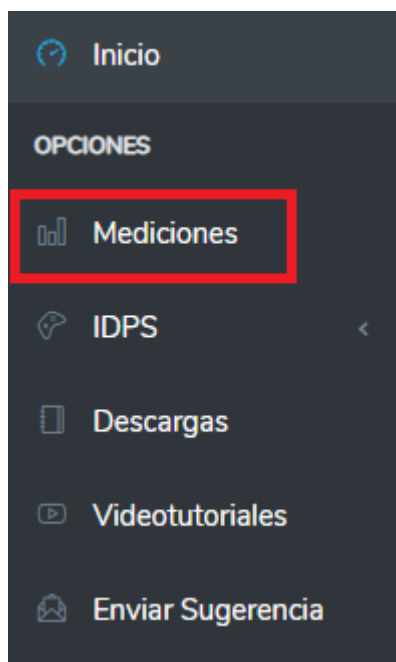 Inicio
OPCIONES
Mediciones
IDPS
Descargas
Videotutoriales
Enviar Sugerencia